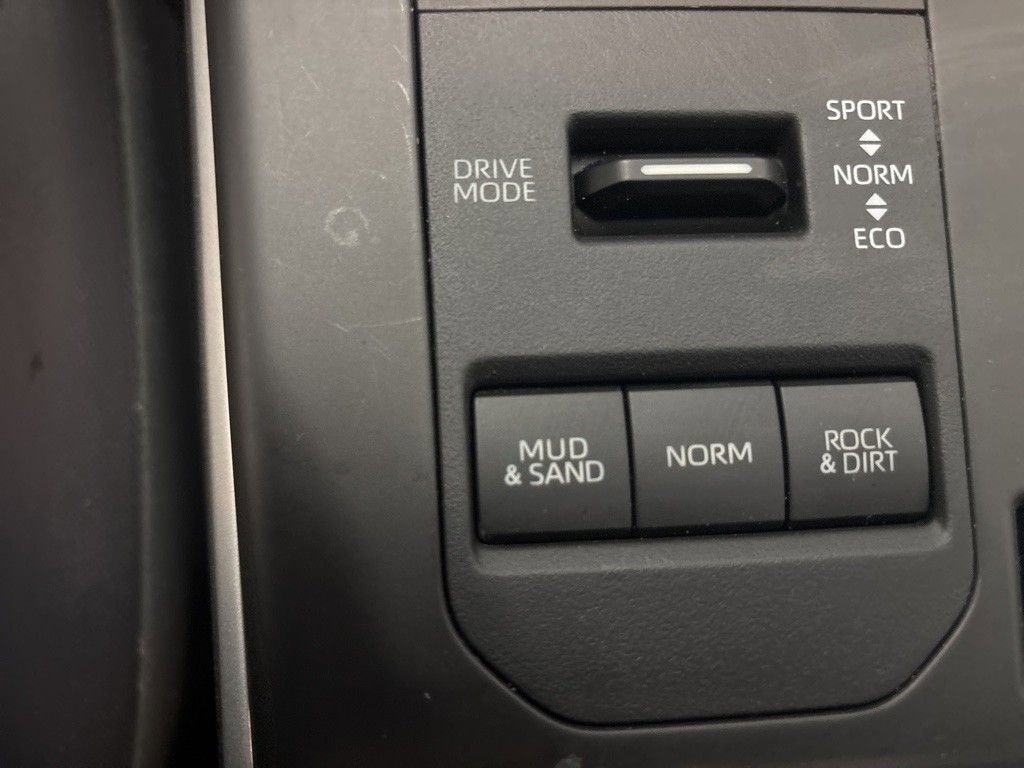 DRIVE
MODE
SPORT
NORM
ECO
MUD
& SAND
NORM
ROCK
& DIRT